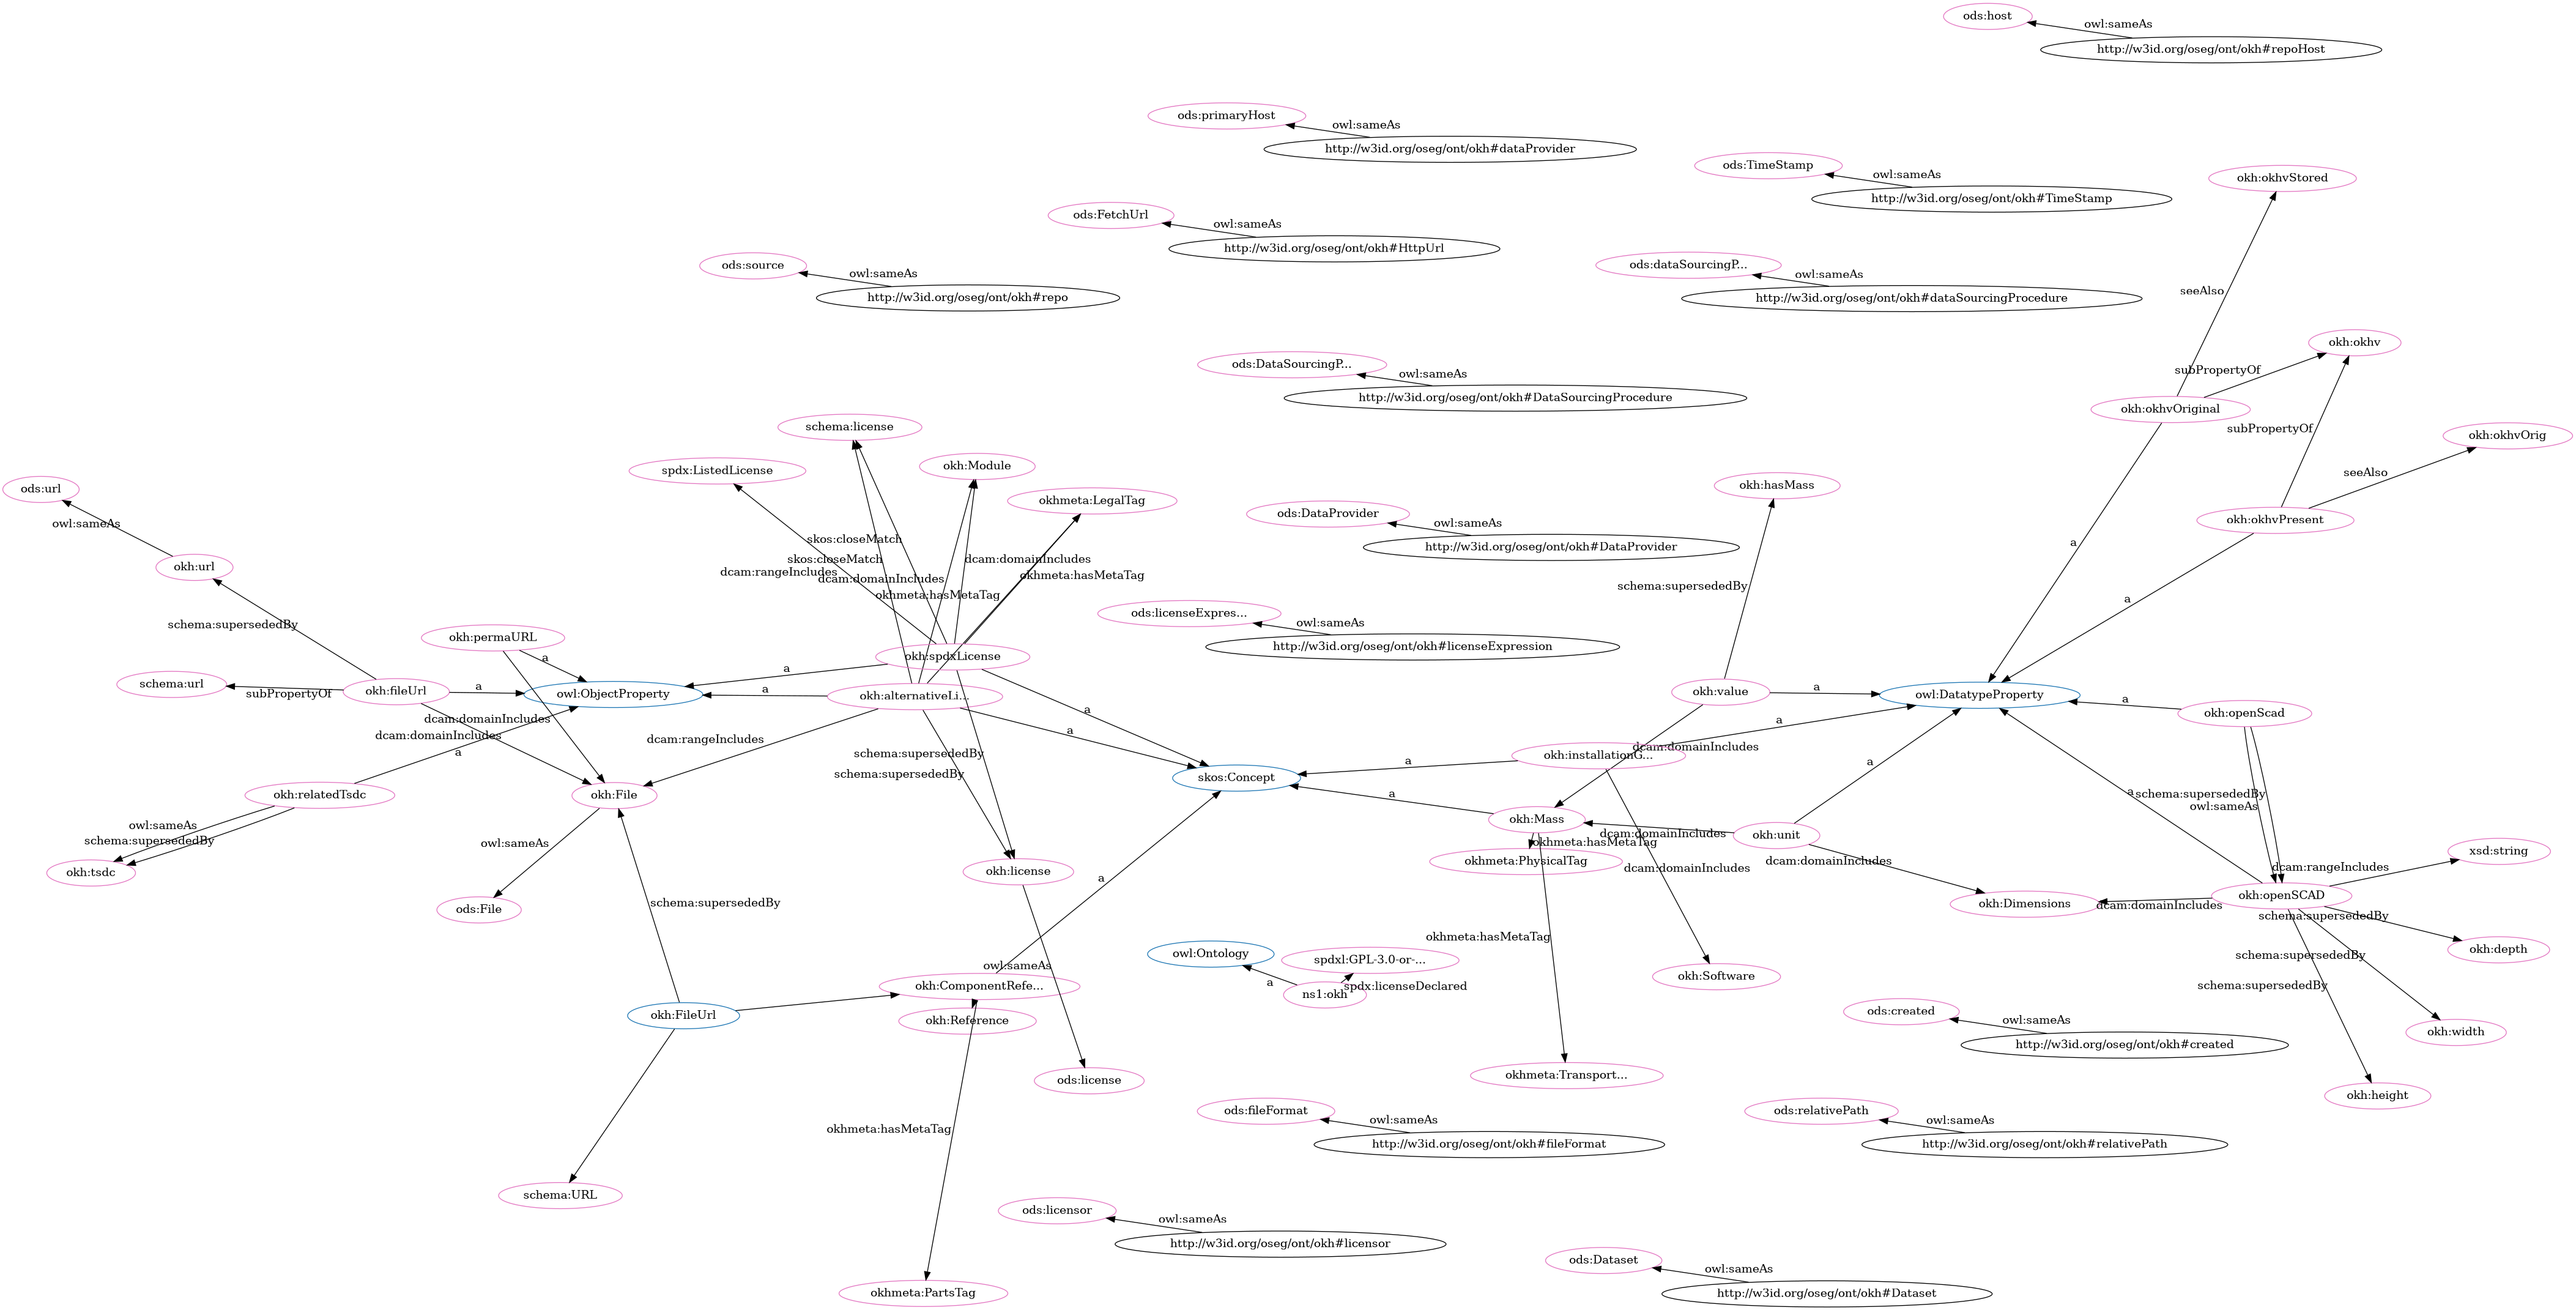 ods:host
owl:sameAs
http://w3id.org/oseg/ont/okh#repoHost
ods:primaryHost
owl:sameAs
http://w3id.org/oseg/ont/okh#dataProvider
ods:TimeStamp
owl:sameAs
http://w3id.org/oseg/ont/okh#TimeStamp
okh:okhvStored
ods:FetchUrl
owl:sameAs
http://w3id.org/oseg/ont/okh#HttpUrl
ods:source
owl:sameAs
http://w3id.org/oseg/ont/okh#repo
ods:dataSourcingP...
owl:sameAs
http://w3id.org/oseg/ont/okh#dataSourcingProcedure
seeAlso
okh:okhv
ods:DataSourcingP...
owl:sameAs
http://w3id.org/oseg/ont/okh#DataSourcingProcedure
subPropertyOf
okh:okhvOriginal
subPropertyOf
schema:license
okh:okhvOrig
spdx:ListedLicense
okh:Module
seeAlso
ods:url
okhmeta:LegalTag
okh:hasMass
owl:sameAs
ods:DataProvider
owl:sameAs
http://w3id.org/oseg/ont/okh#DataProvider
okh:okhvPresent
skos:closeMatch
skos:closeMatch
dcam:domainIncludes
a
okh:url
dcam:rangeIncludes
dcam:domainIncludes
okhmeta:hasMetaTag
okhmeta:hasMetaTag
schema:supersededBy
a
schema:supersededBy
okh:permaURL
ods:licenseExpres...
owl:sameAs
http://w3id.org/oseg/ont/okh#licenseExpression
a
okh:spdxLicense
a
schema:url
subPropertyOf
okh:fileUrl
a
owl:ObjectProperty
a
okh:alternativeLi...
okh:value
a
owl:DatatypeProperty
a
okh:openScad
dcam:domainIncludes
dcam:domainIncludes
a
dcam:rangeIncludes
a
a
a
dcam:domainIncludes
schema:supersededBy
okh:installationG...
a
a
schema:supersededBy
skos:Concept
okh:relatedTsdc
okh:File
a
a
schema:supersededBy
owl:sameAs
okh:Mass
owl:sameAs
schema:supersededBy
okh:unit
dcam:domainIncludes
okhmeta:hasMetaTag
owl:sameAs
okhmeta:PhysicalTag
dcam:domainIncludes
dcam:domainIncludes
dcam:rangeIncludes
xsd:string
okh:tsdc
okh:license
a
ods:File
schema:supersededBy
okh:Dimensions
dcam:domainIncludes
okh:openSCAD
schema:supersededBy
okhmeta:hasMetaTag
okh:depth
owl:Ontology
spdxl:GPL-3.0-or-...
schema:supersededBy
owl:sameAs
okh:Software
okh:ComponentRefe...
a
ns1:okh
spdx:licenseDeclared
schema:supersededBy
okh:FileUrl
okh:Reference
ods:created
owl:sameAs
http://w3id.org/oseg/ont/okh#created
okh:width
okhmeta:Transport...
ods:license
okh:height
okhmeta:hasMetaTag
ods:fileFormat
owl:sameAs
http://w3id.org/oseg/ont/okh#fileFormat
ods:relativePath
owl:sameAs
http://w3id.org/oseg/ont/okh#relativePath
schema:URL
ods:licensor
owl:sameAs
http://w3id.org/oseg/ont/okh#licensor
ods:Dataset
owl:sameAs
http://w3id.org/oseg/ont/okh#Dataset
okhmeta:PartsTag